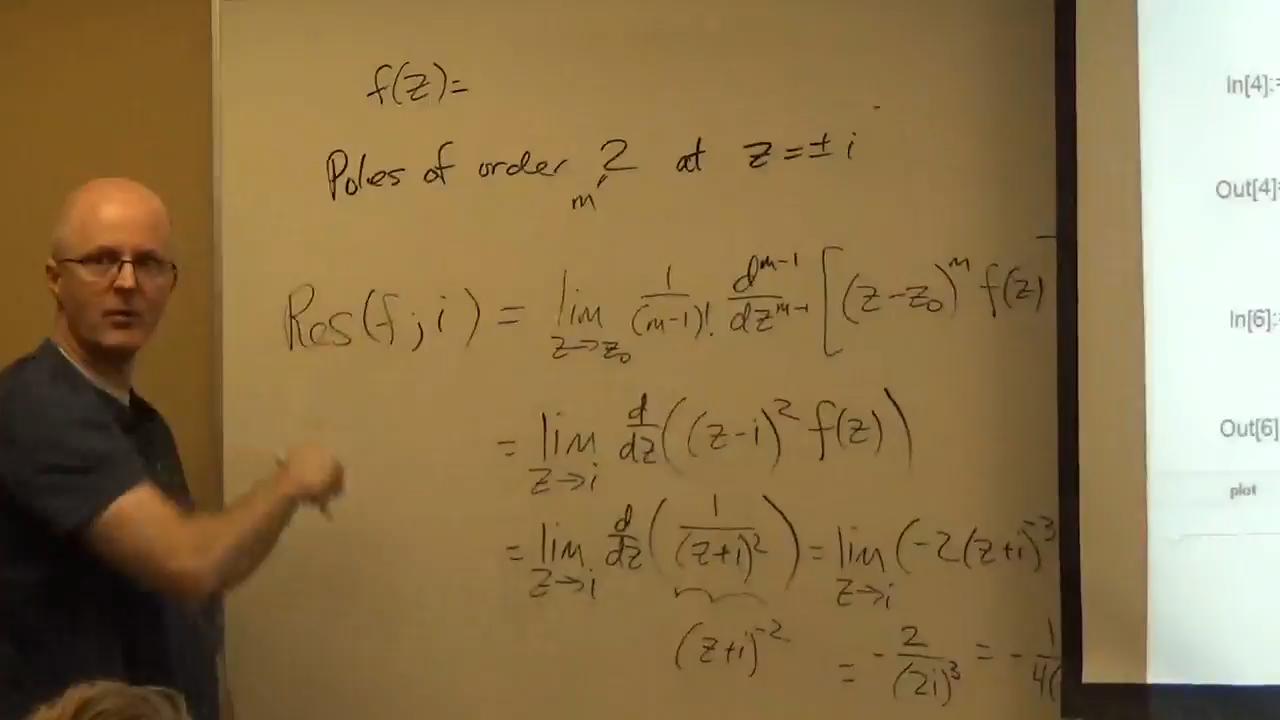 f(z)=
Poles of order 2 at z = ± i
m
Res(f; i) = lim z→z₀ 1/(m-1)! d^(m-1)/dz^(m-1) [(z-z₀)^m f(z)
= lim z→i d/dz ((z-i)² f(z))
= lim z→i d/dz (1/(z+i)²) = lim z→i (-2(z+i)^-3
(z+i)^-2
= - 2/(2i)³ = - 1/4(
In[4]:=
Out[4]=
In[6]:
Out[6]
plot